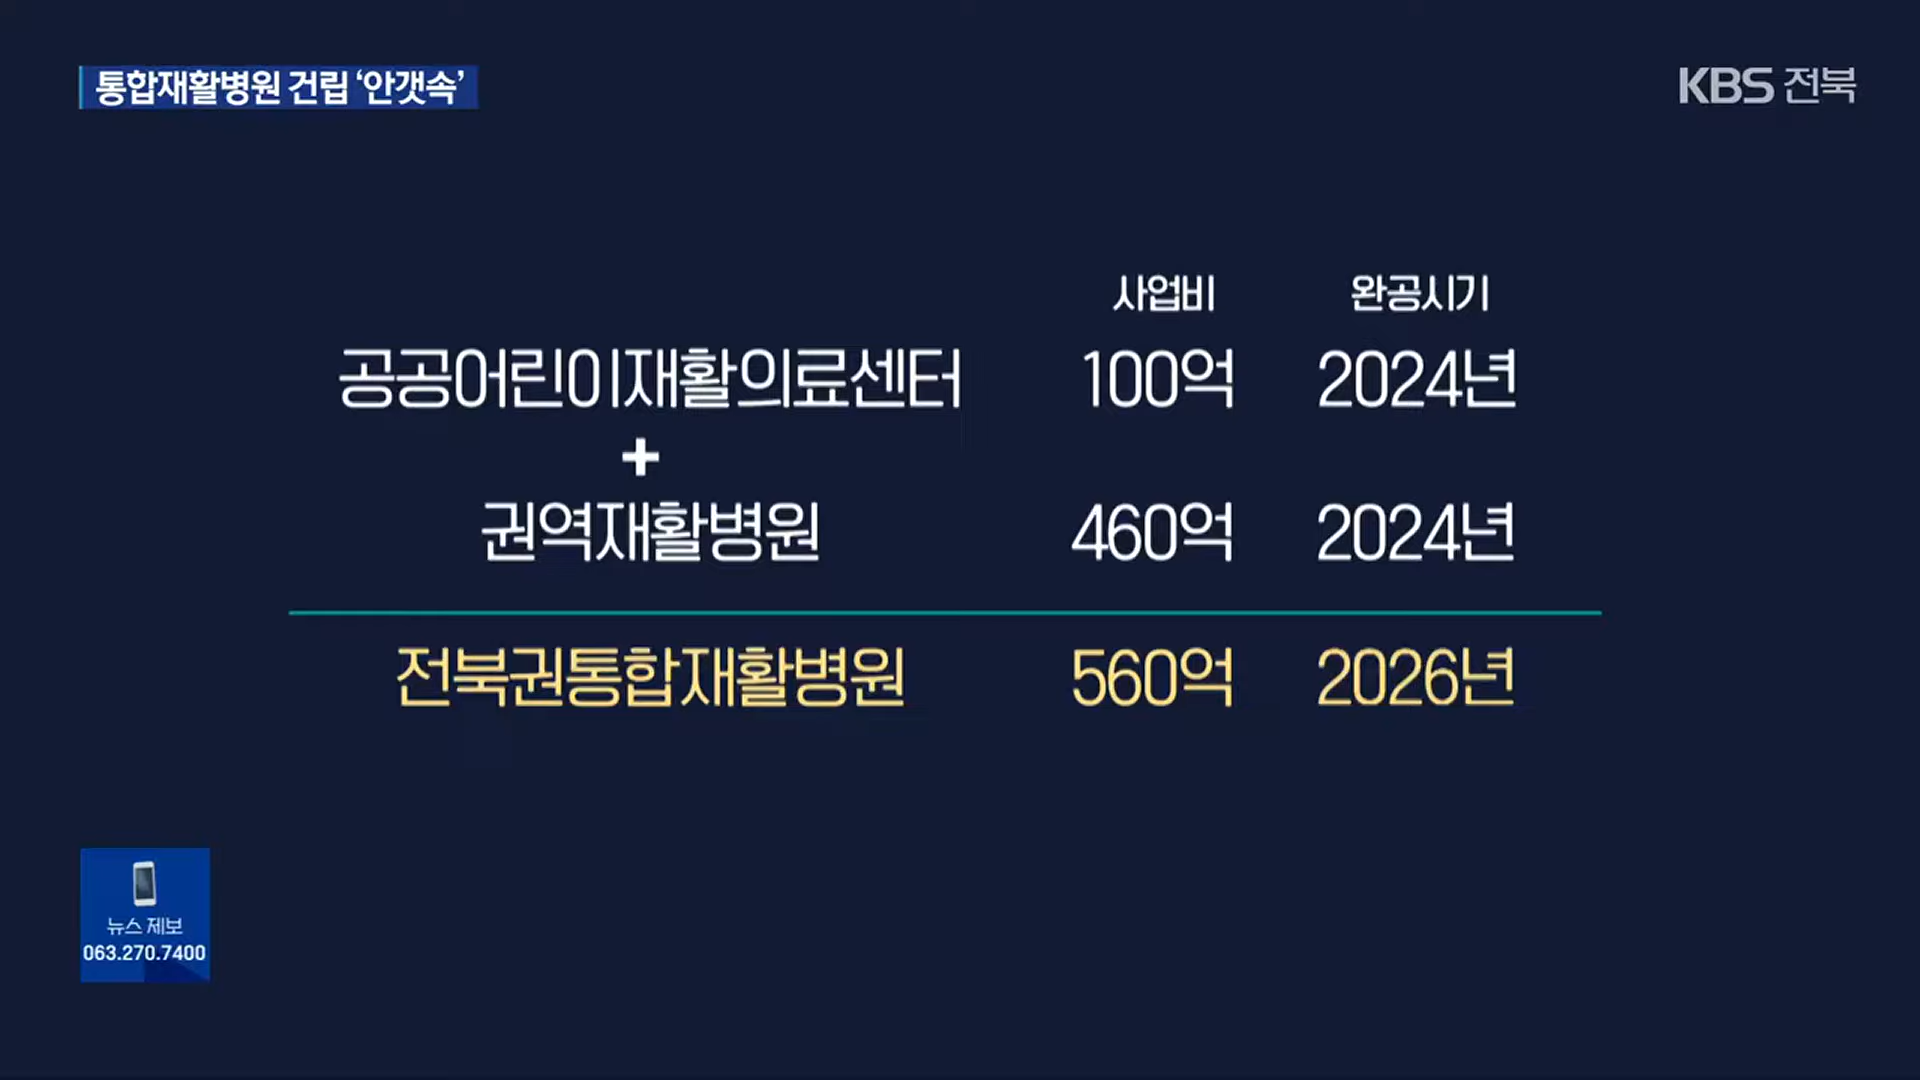 통합재활병원 건립 ‘안갯속’
KBS 전북
사업비 완공시기
공공어린이재활의료센터 100억 2024년
+
권역재활병원 460억 2024년
전북권통합재활병원 560억 2026년
뉴스 제보
063.270.7400